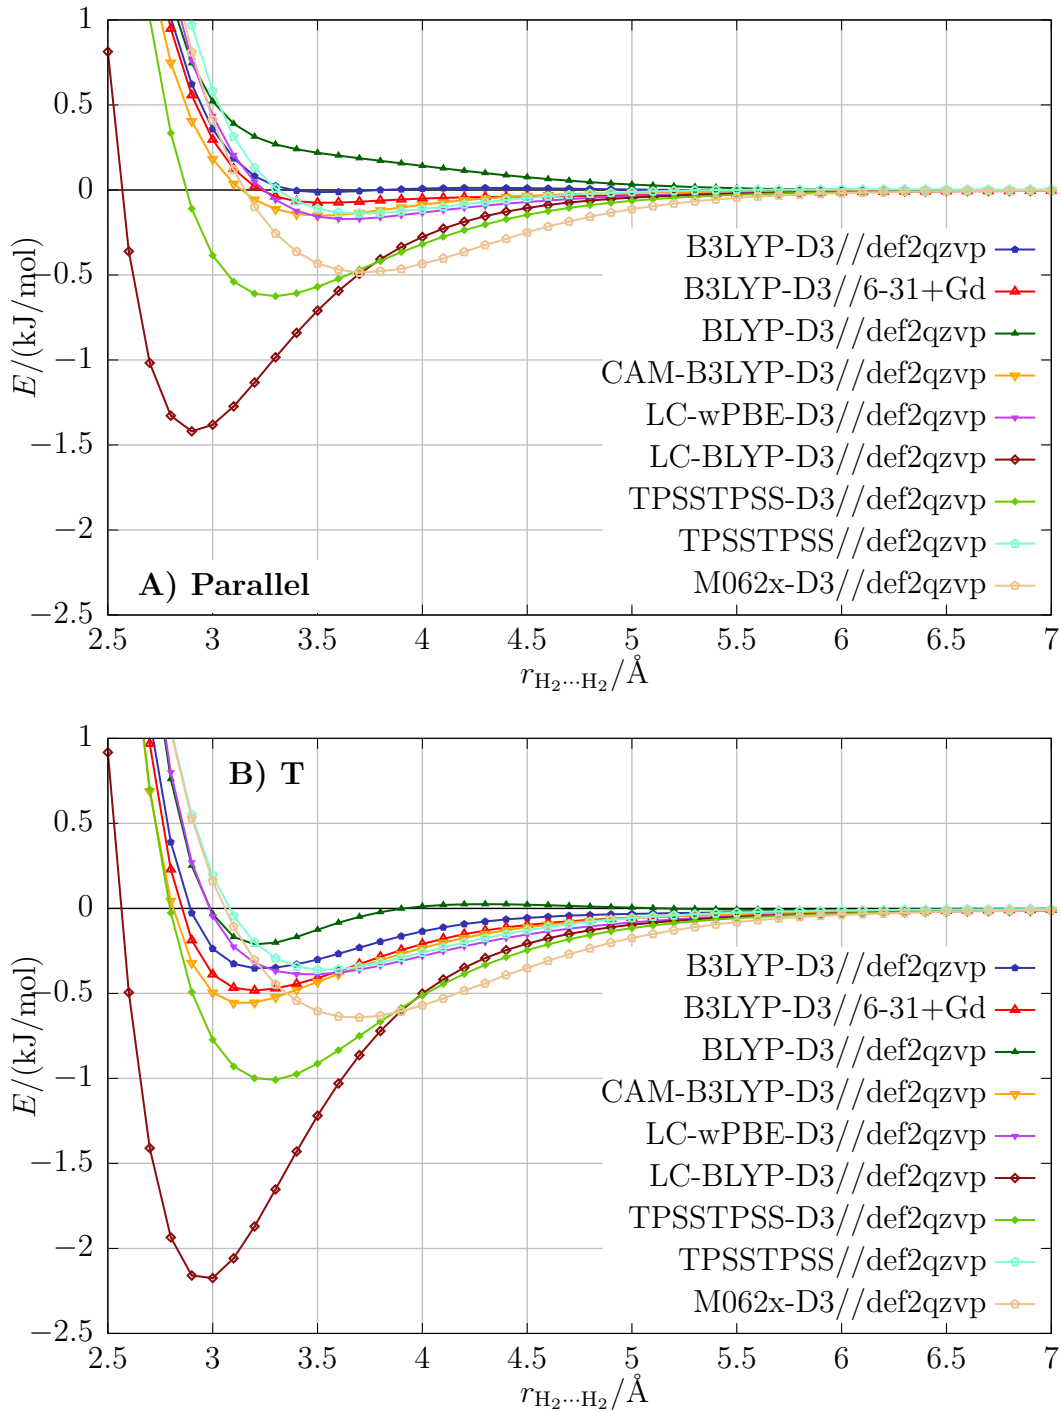 1
0.5
0
−0.5
−1
−1.5
−2
−2.5
E/(kJ/mol)
B3LYP-D3//def2qzvp
B3LYP-D3//6-31+Gd
BLYP-D3//def2qzvp
CAM-B3LYP-D3//def2qzvp
LC-wPBE-D3//def2qzvp
LC-BLYP-D3//def2qzvp
TPSSTPSS-D3//def2qzvp
TPSSTPSS//def2qzvp
M062x-D3//def2qzvp
A) Parallel
2.5 3 3.5 4 4.5 5 5.5 6 6.5 7
r_{H_2···H_2}/Å
1
0.5
0
−0.5
−1
−1.5
−2
−2.5
E/(kJ/mol)
B) T
B3LYP-D3//def2qzvp
B3LYP-D3//6-31+Gd
BLYP-D3//def2qzvp
CAM-B3LYP-D3//def2qzvp
LC-wPBE-D3//def2qzvp
LC-BLYP-D3//def2qzvp
TPSSTPSS-D3//def2qzvp
TPSSTPSS//def2qzvp
M062x-D3//def2qzvp
2.5 3 3.5 4 4.5 5 5.5 6 6.5 7
r_{H_2···H_2}/Å